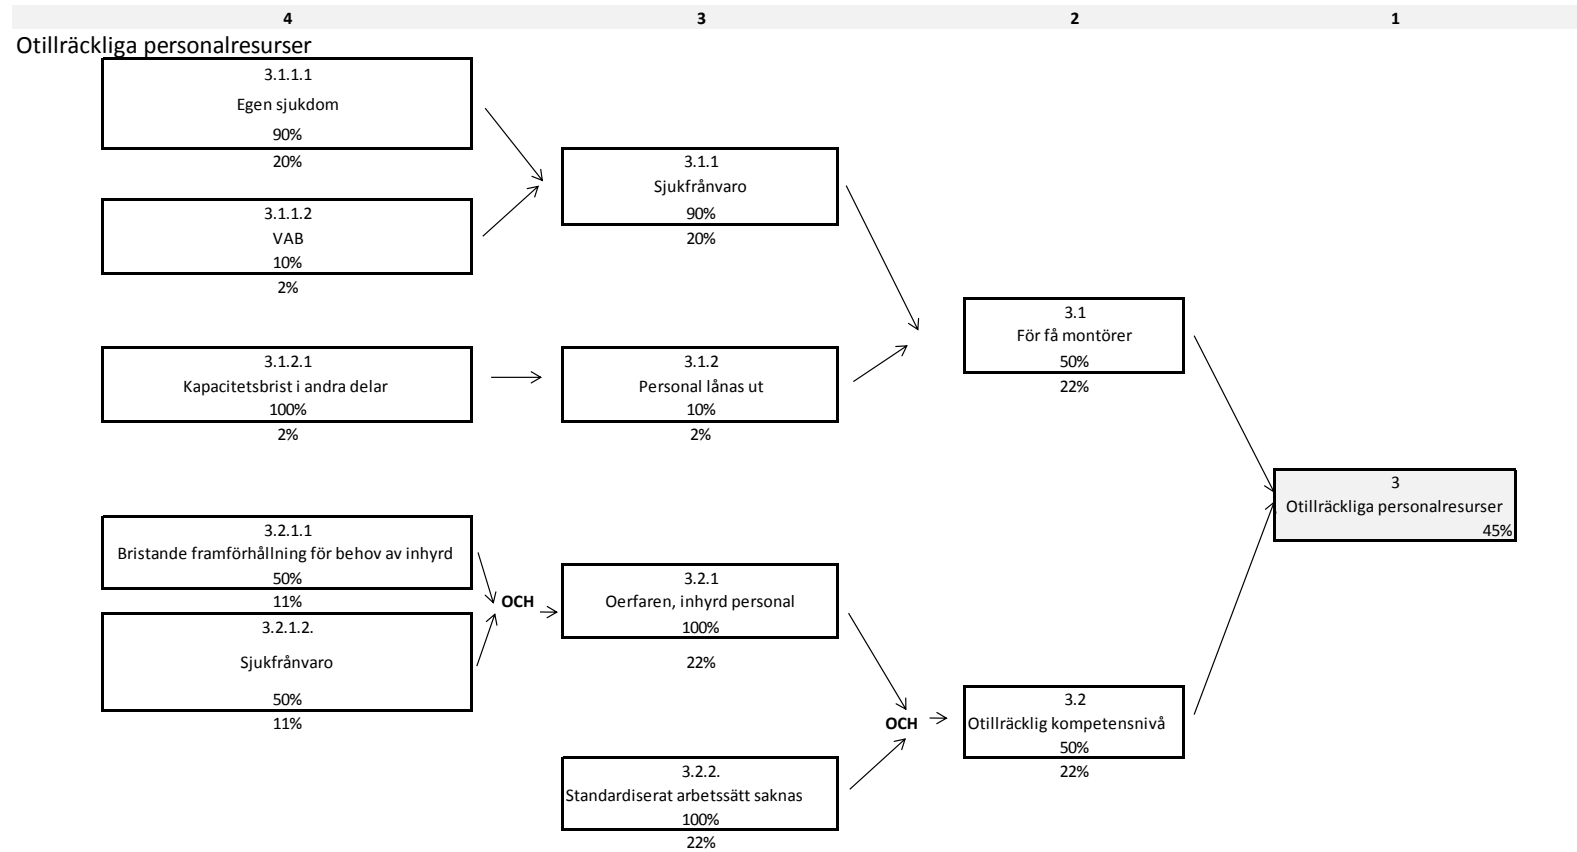 4 3 2 1
Otillräckliga personalresurser
3.1.1.1
Egen sjukdom
90%
20%
3.1.1.2
VAB
10%
2%
3.1.1
Sjukfrånvaro
90%
20%
3.1.2.1
Kapacitetsbrist i andra delar
100%
2%
3.1.2
Personal lånas ut
10%
2%
3.1
För få montörer
50%
22%
3
Otillräckliga personalresurser
45%
3.2.1.1
Bristande framförhållning för behov av inhyrd
50%
11%
3.2.1.2.
Sjukfrånvaro
50%
11%
OCH
3.2.1
Oerfaren, inhyrd personal
100%
22%
OCH
3.2
Otillräcklig kompetensnivå
50%
22%
3.2.2.
Standardiserat arbetssätt saknas
100%
22%